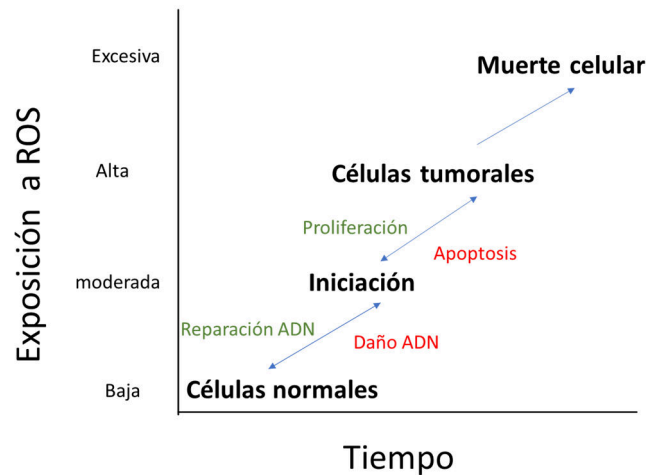 Excesiva
Muerte celular
Exposición a ROS
Alta
Células tumorales
Proliferación
Apoptosis
moderada
Iniciación
Reparación ADN
Daño ADN
Baja
Células normales
Tiempo